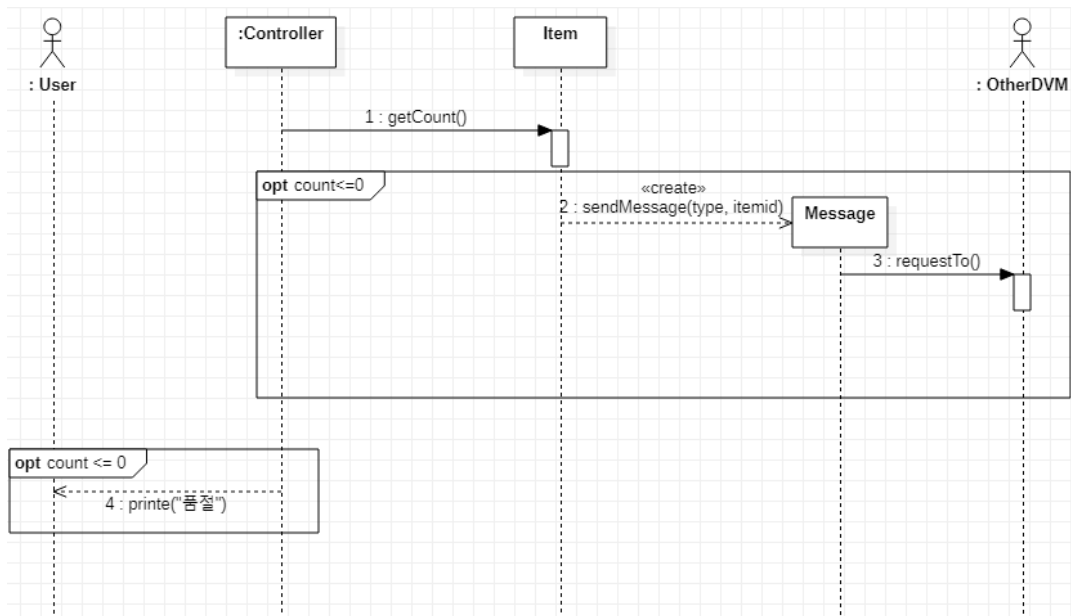 :Controller
Item
: User
: OtherDVM
1 : getCount()
opt count<=0
«create»
2 : sendMessage(type, itemid)
Message
3 : requestTo()
opt count <= 0
4 : printe("품절")